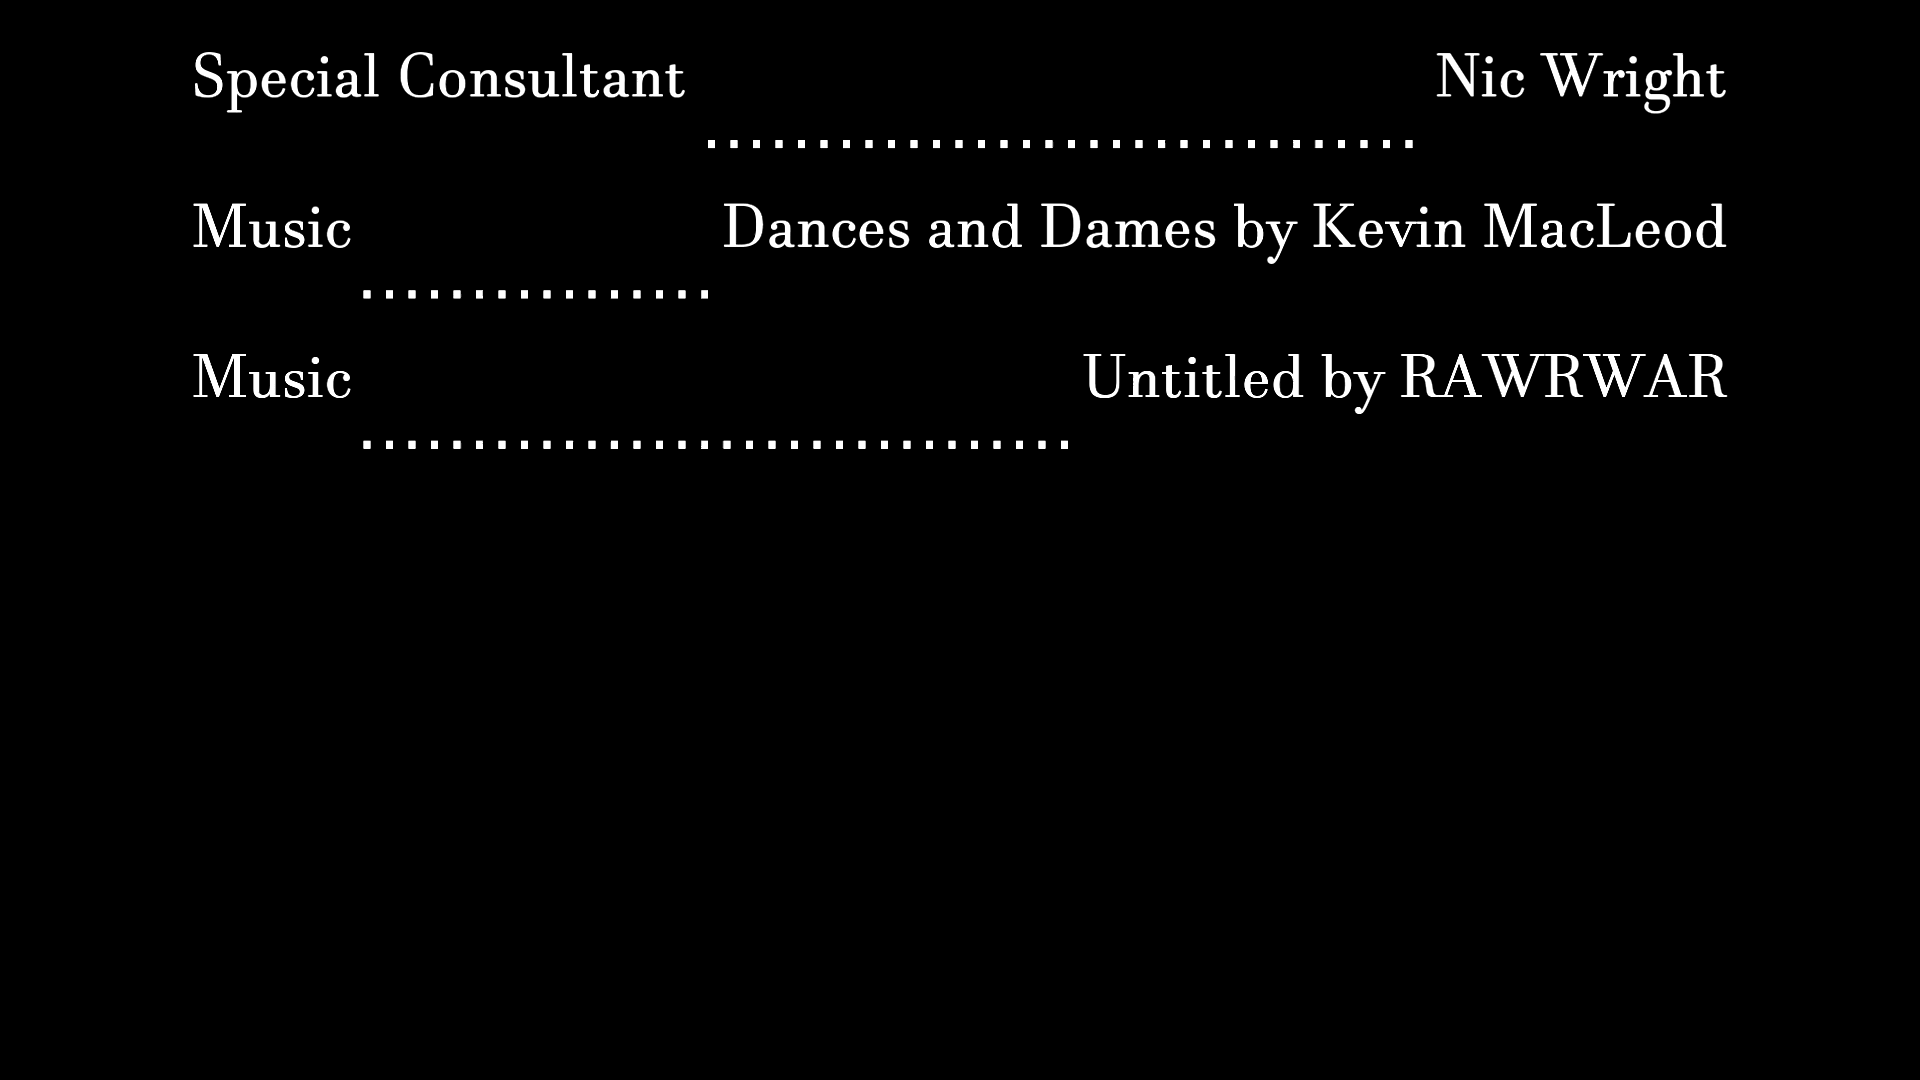 Special Consultant Nic Wright
................................
Music Dances and Dames by Kevin MacLeod
................
Music Untitled by RAWRWAR
................................